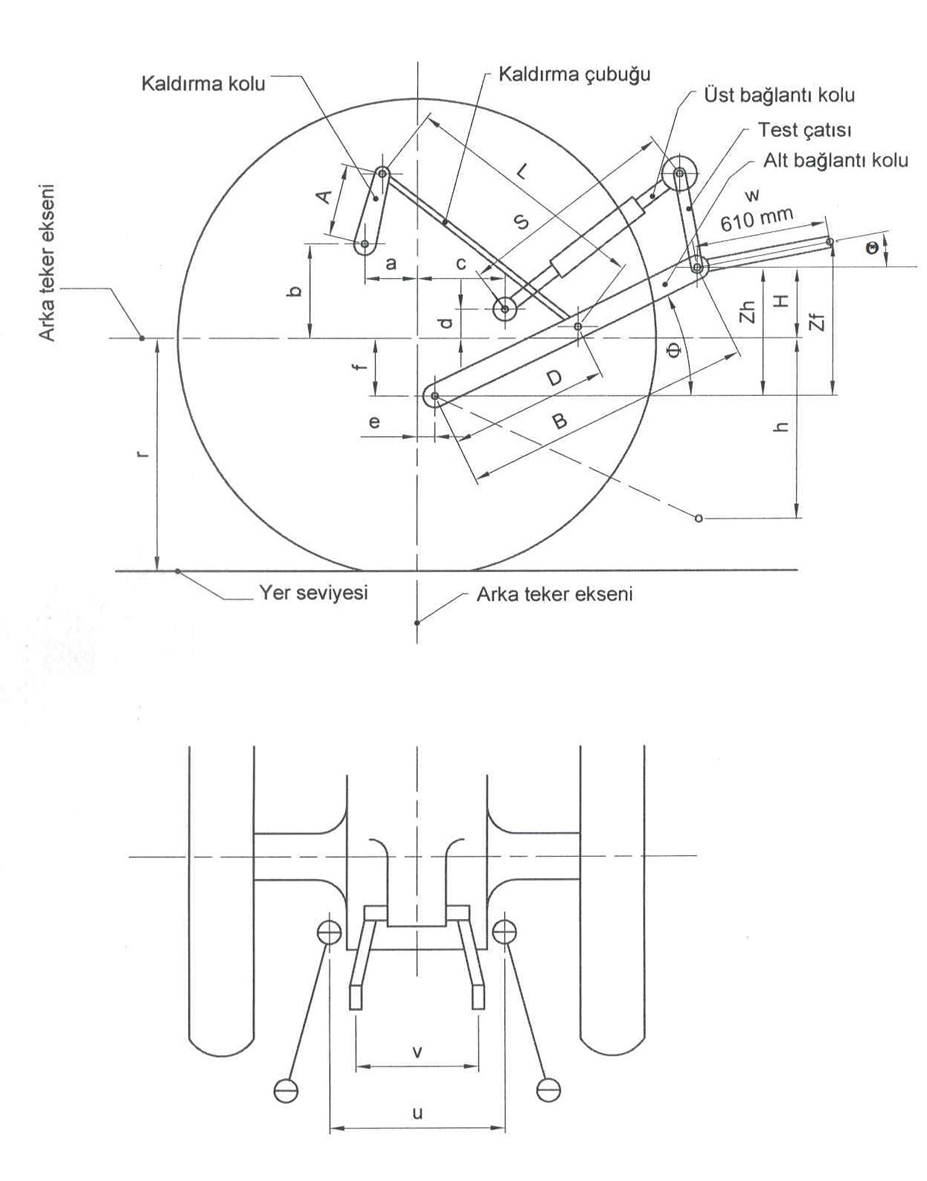 Kaldırma kolu
Kaldırma çubuğu
Üst bağlantı kolu
Test çatısı
Alt bağlantı kolu
L
A
S
w
610 mm
Θ
Arka teker ekseni
a
c
b
d
Zh
H
Zf
f
Φ
D
e
B
h
r
Yer seviyesi
Arka teker ekseni
v
u